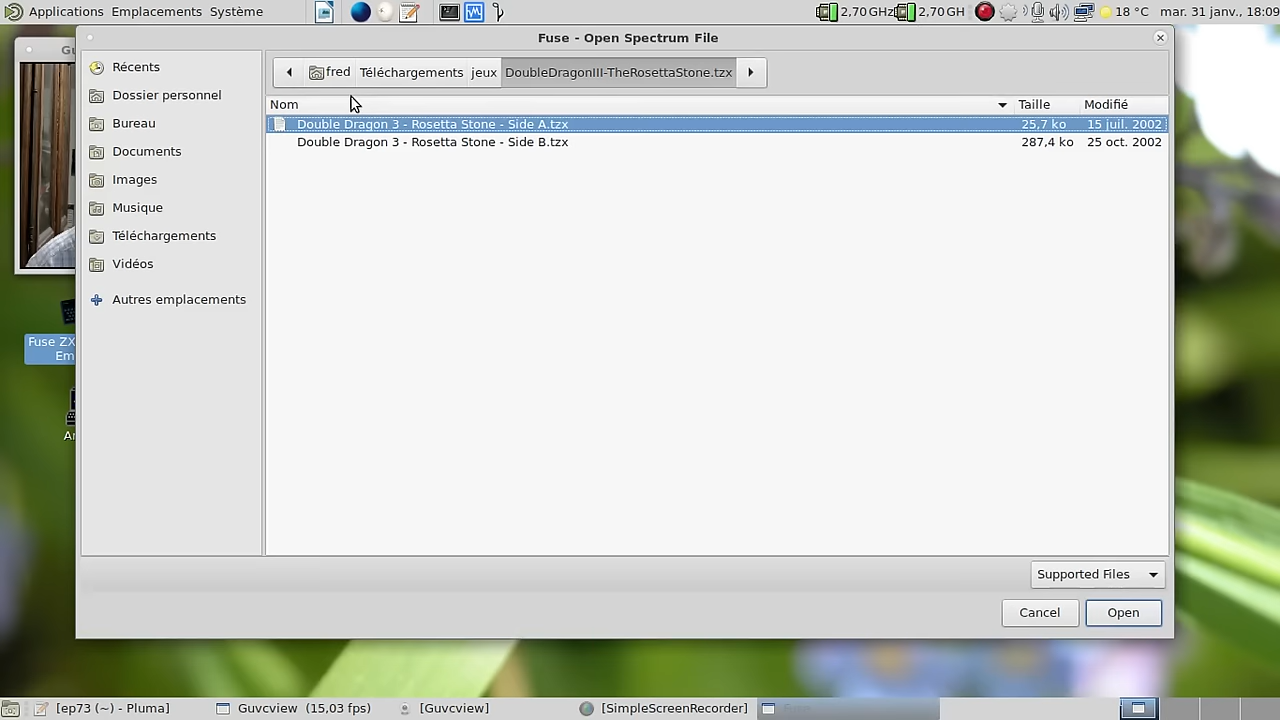 Applications Emplacements Système
2,70 GHz 2,70 GH 18 °C mar. 31 janv., 18:09
Fuse - Open Spectrum File
fred Téléchargements jeux DoubleDragonIII-TheRosettaStone.tzx
Récents
Dossier personnel
Bureau
Documents
Images
Musique
Téléchargements
Vidéos
Autres emplacements
Nom Taille Modifié
Double Dragon 3 - Rosetta Stone - Side A.tzx 25,7 ko 15 juil. 2002
Double Dragon 3 - Rosetta Stone - Side B.tzx 287,4 ko 25 oct. 2002
Gu
Fuse ZX
Em
Supported Files
Cancel Open
[ep73 (~) - Pluma] Guvcview (15,03 fps) [Guvcview] [SimpleScreenRecorder]